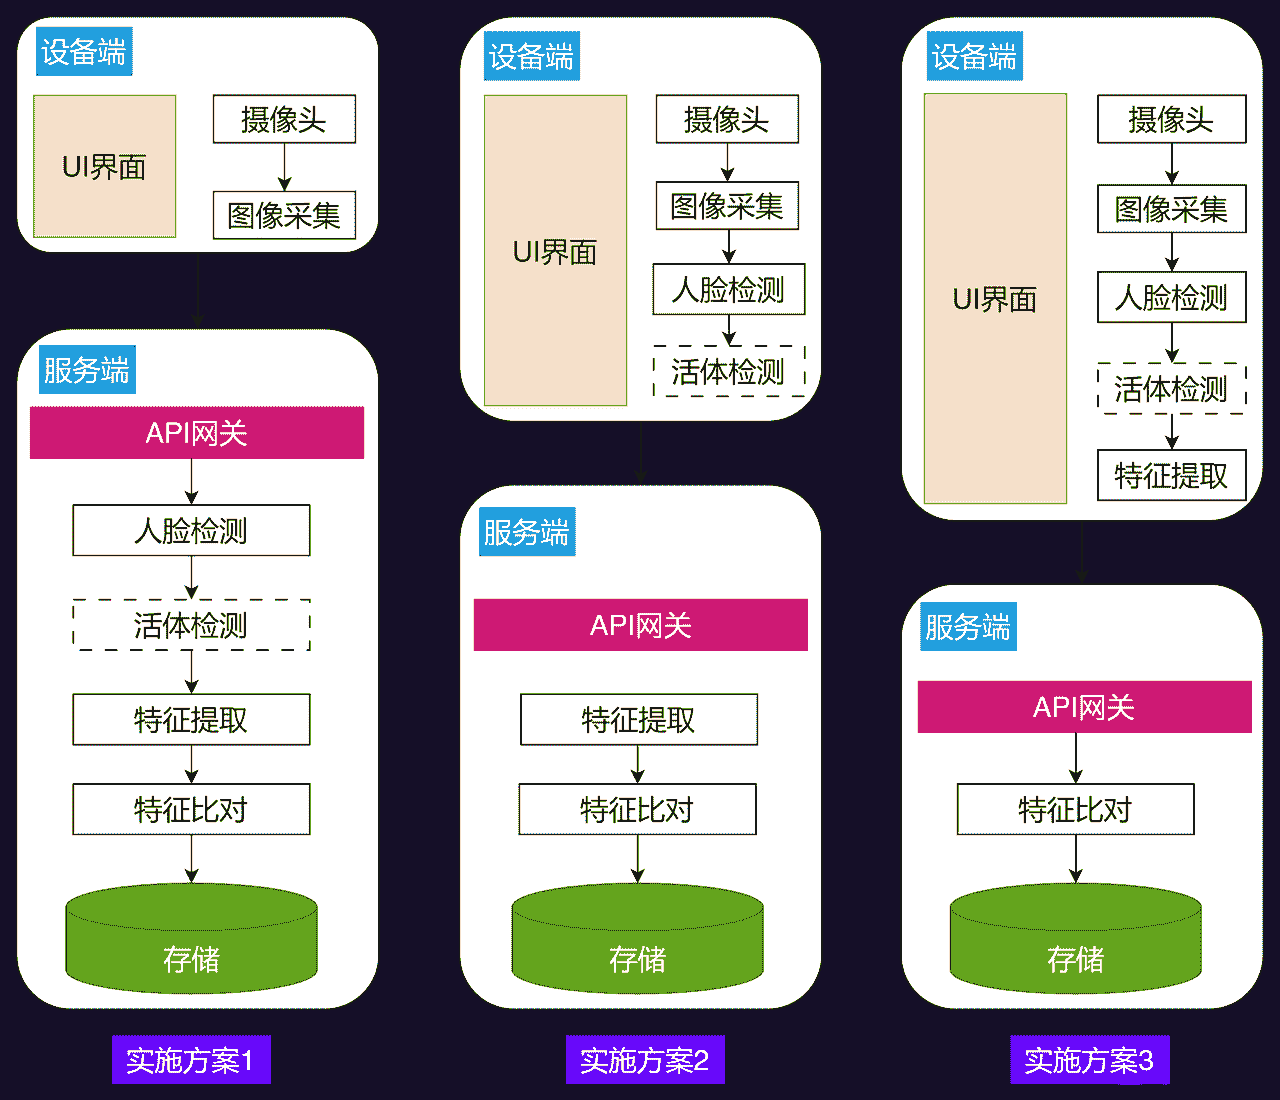 设备端
UI界面
摄像头
图像采集
服务端
API网关
人脸检测
活体检测
特征提取
特征比对
存储
实施方案1
设备端
UI界面
摄像头
图像采集
人脸检测
活体检测
服务端
API网关
特征提取
特征比对
存储
实施方案2
设备端
UI界面
摄像头
图像采集
人脸检测
活体检测
特征提取
服务端
API网关
特征比对
存储
实施方案3